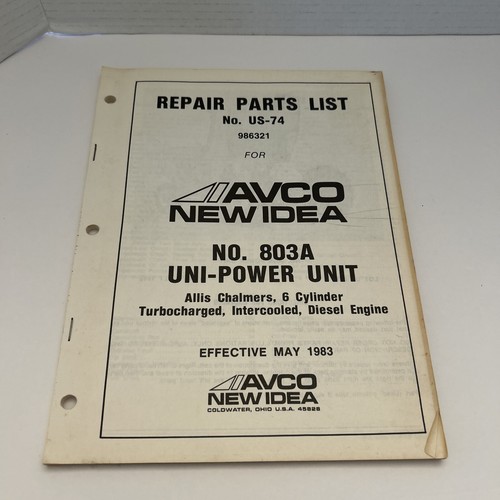 REPAIR PARTS LIST
No. US-74
986321
FOR
AVCO
NEW IDEA
NO. 803A
UNI-POWER UNIT
Allis Chalmers, 6 Cylinder
Turbocharged, Intercooled, Diesel Engine
EFFECTIVE MAY 1983
AVCO
NEW IDEA
COLDWATER, OHIO U.S.A. 45828